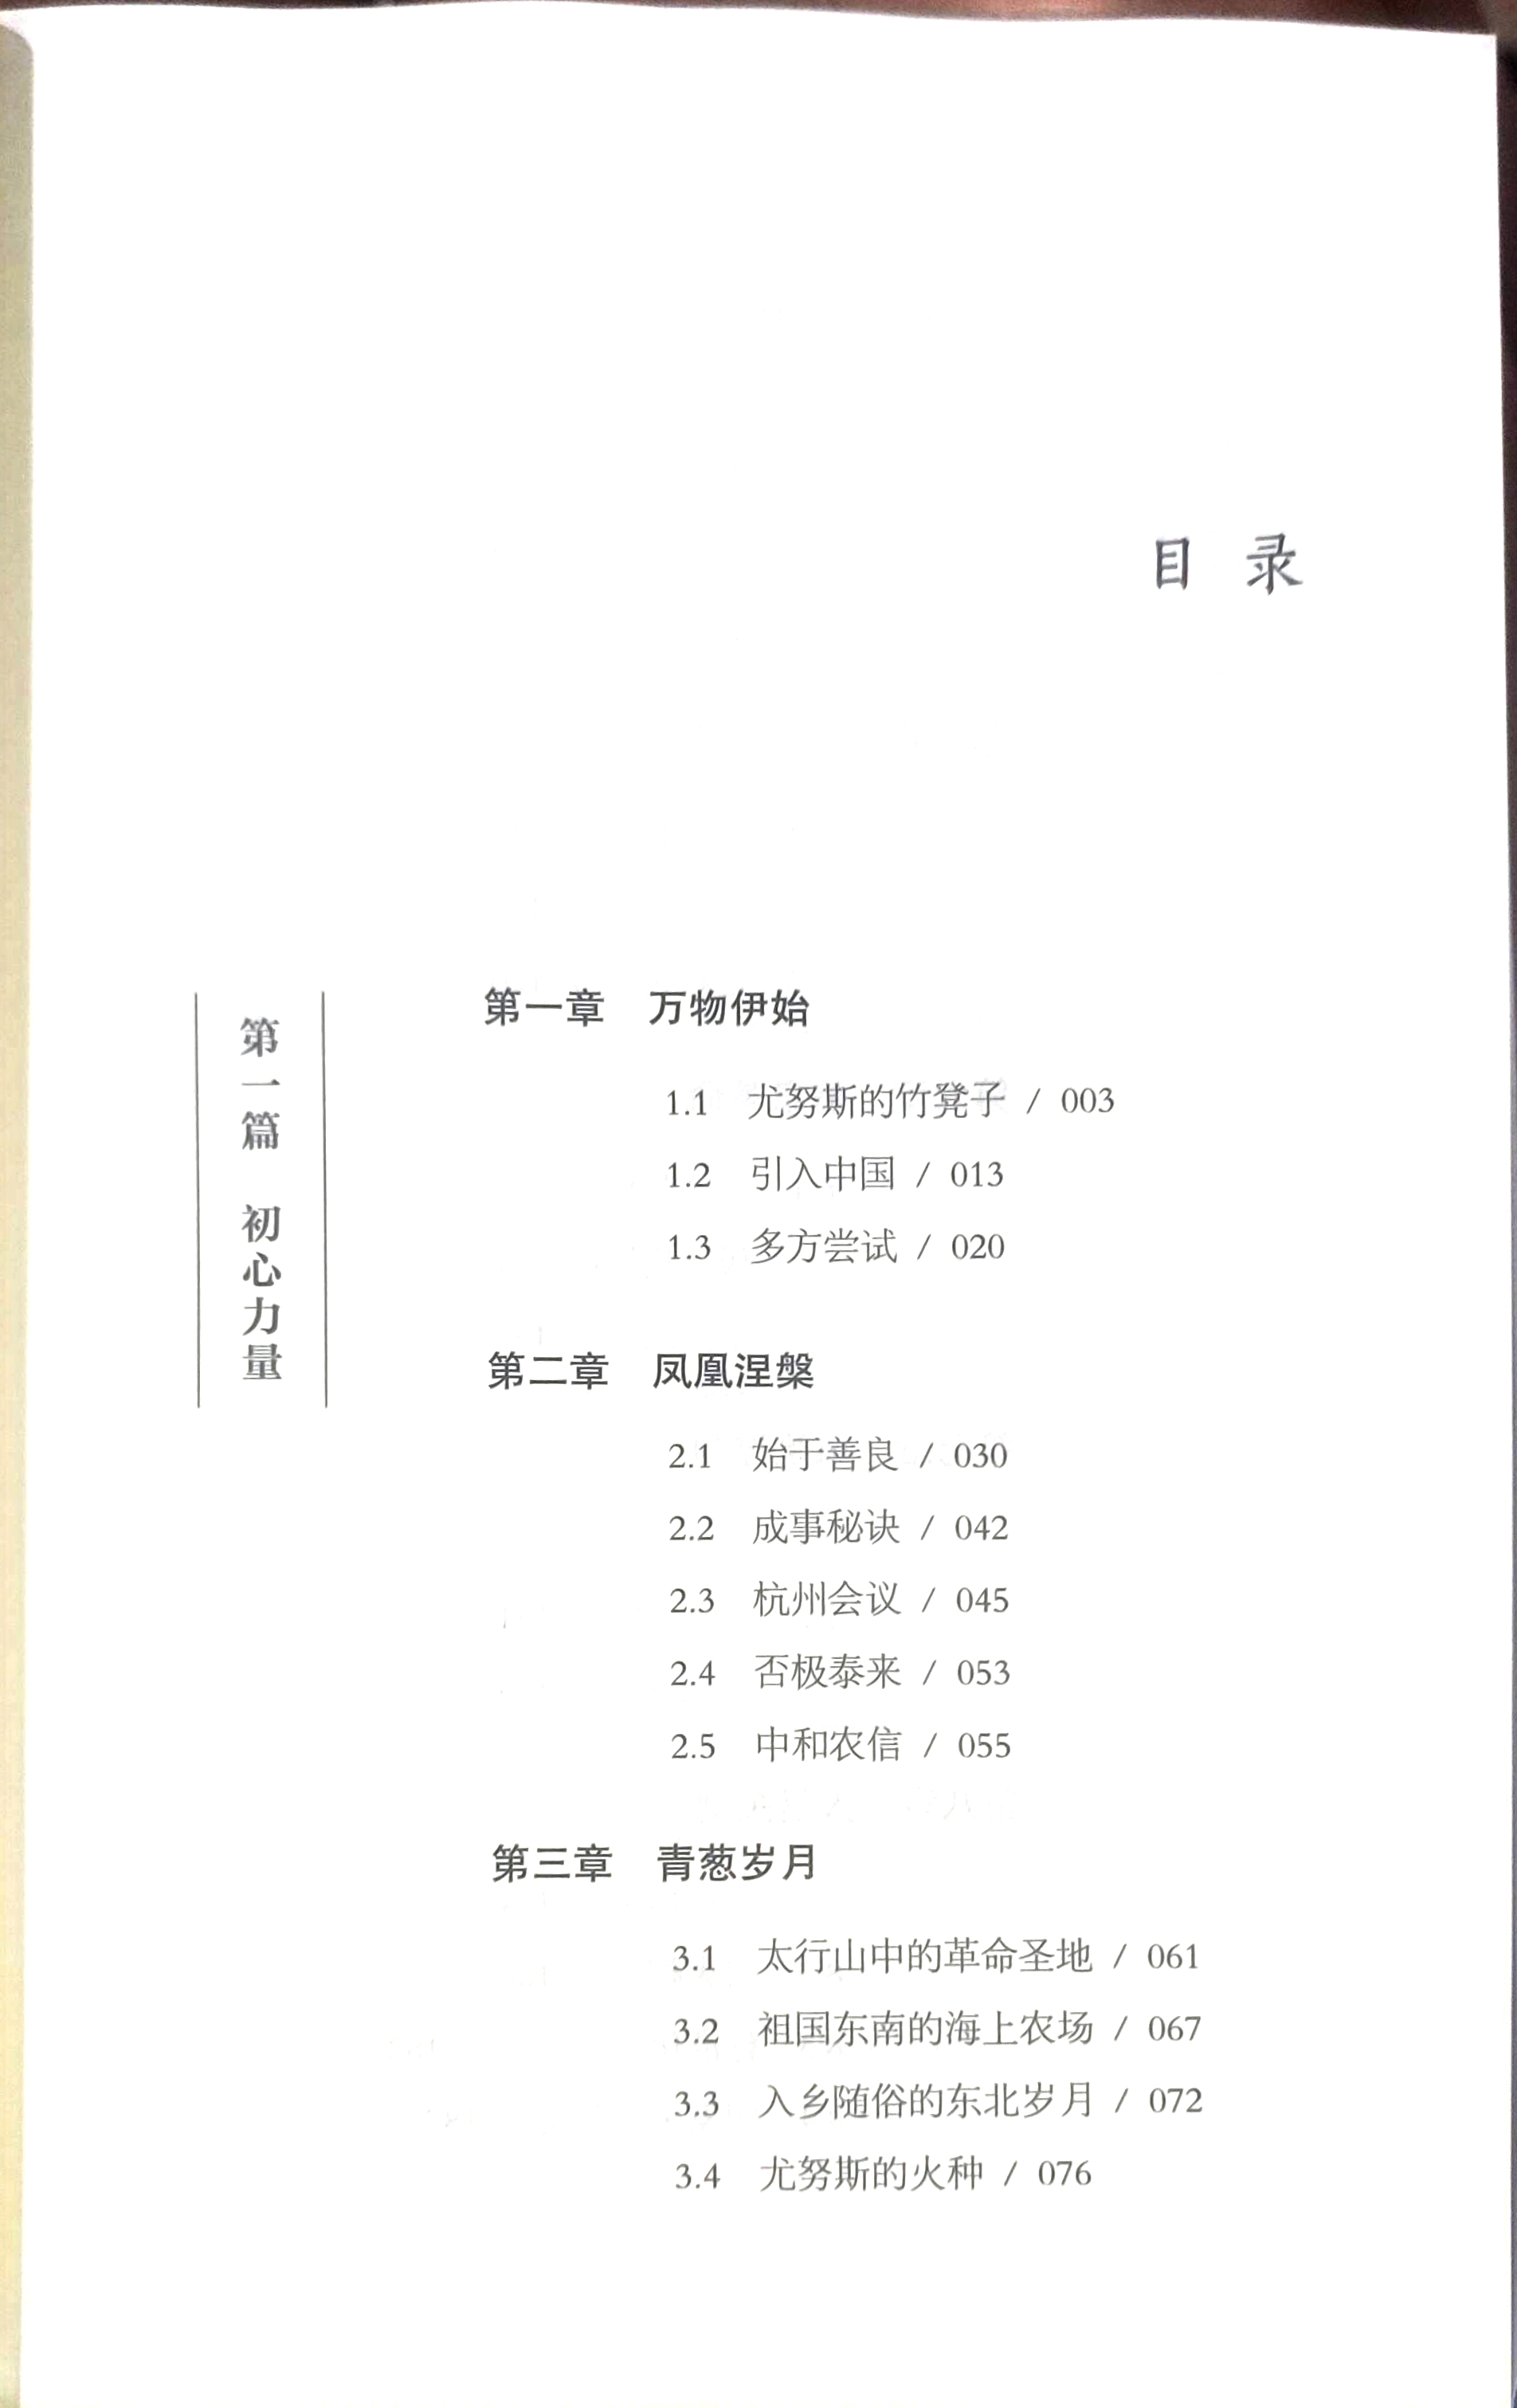 目 录
第一篇 初心力量
第一章 万物伊始
1.1 尤努斯的竹凳子 / 003
1.2 引入中国 / 013
1.3 多方尝试 / 020
第二章 凤凰涅槃
2.1 始于善良 / 030
2.2 成事秘诀 / 042
2.3 杭州会议 / 045
2.4 否极泰来 / 053
2.5 中和农信 / 055
第三章 青葱岁月
3.1 太行山中的革命圣地 / 061
3.2 祖国东南的海上农场 / 067
3.3 入乡随俗的东北岁月 / 072
3.4 尤努斯的火种 / 076